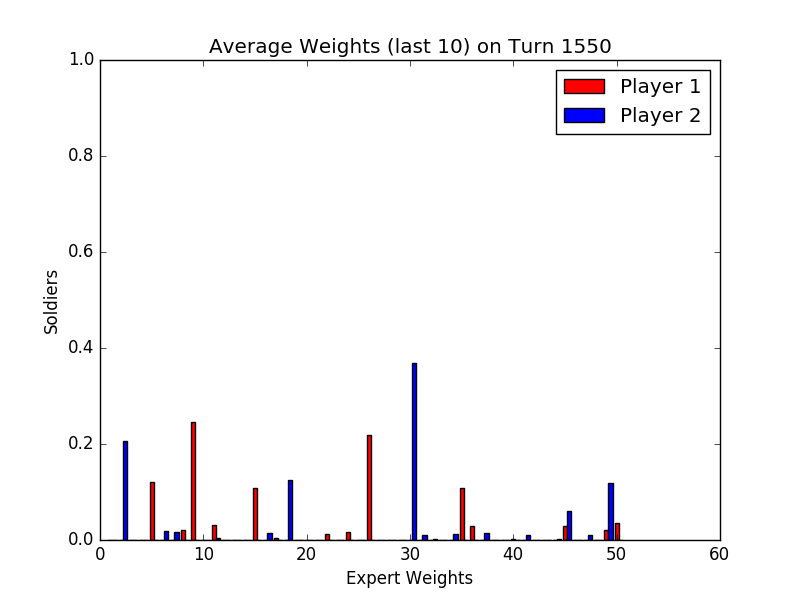 Average Weights (last 10) on Turn 1550
1.0
0.8
0.6
0.4
0.2
0.0
Soldiers
Player 1
Player 2
0 10 20 30 40 50 60
Expert Weights